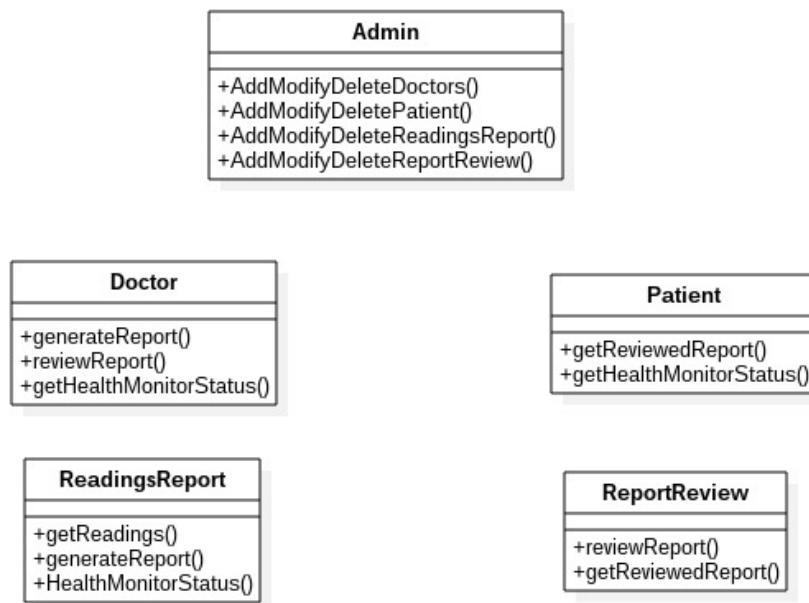 Admin
+AddModifyDeleteDoctors()
+AddModifyDeletePatient()
+AddModifyDeleteReadingsReport()
+AddModifyDeleteReportReview()
Doctor
+generateReport()
+reviewReport()
+getHealthMonitorStatus()
Patient
+getReviewedReport()
+getHealthMonitorStatus()
ReadingsReport
+getReadings()
+generateReport()
+HealthMonitorStatus()
ReportReview
+reviewReport()
+getReviewedReport()